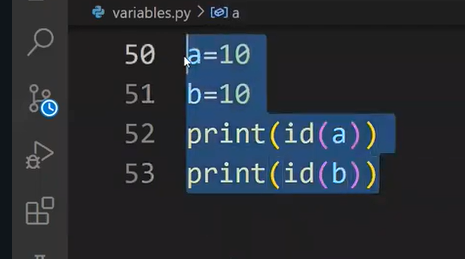 variables.py > a
50 a=10
51 b=10
52 print(id(a))
53 print(id(b))